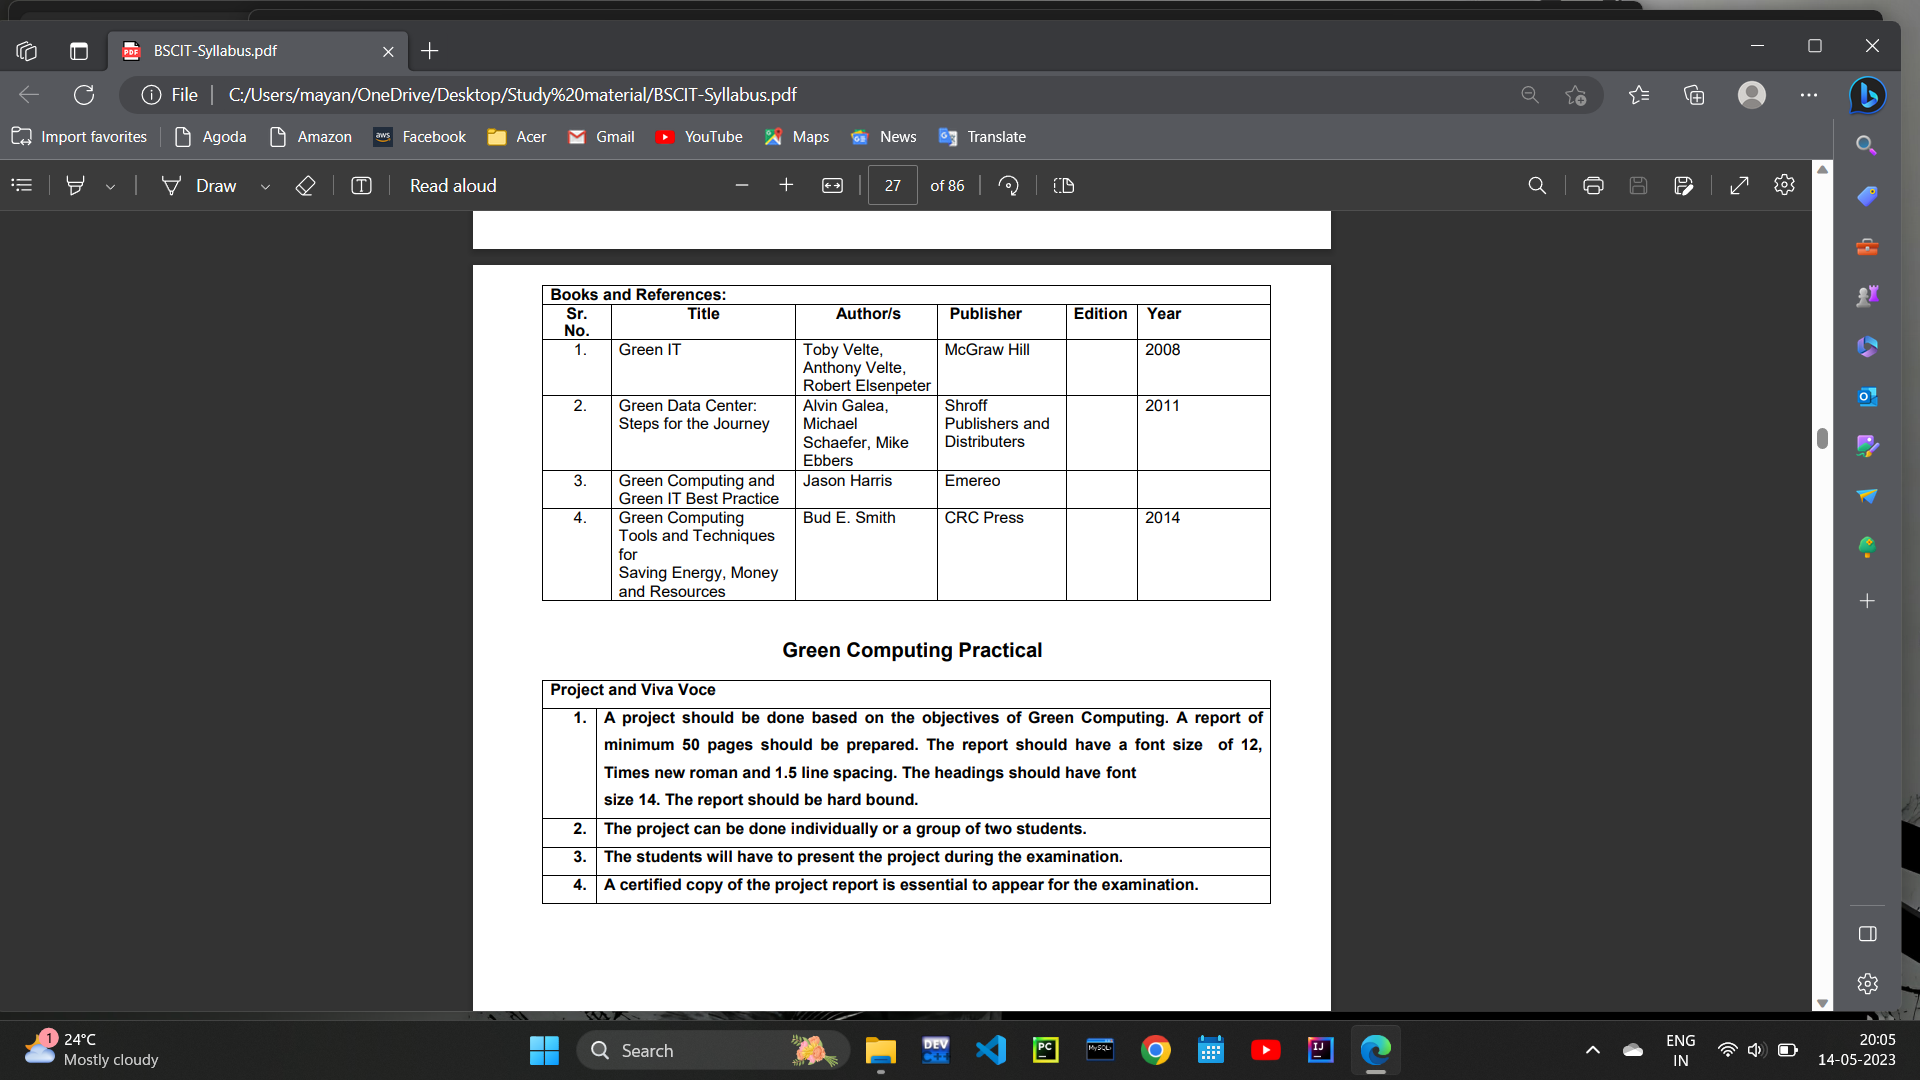 BSCIT-Syllabus.pdf
File
C:/Users/mayan/OneDrive/Desktop/Study%20material/BSCIT-Syllabus.pdf
Import favorites
Agoda
Amazon
aws
Facebook
Acer
Gmail
YouTube
Maps
News
Translate
Draw
Read aloud
27
of 86
Books and References:
Sr. No.
Title
Author/s
Publisher
Edition
Year
1.
Green IT
Toby Velte,
Anthony Velte,
Robert Elsenpeter
McGraw Hill
2008
2.
Green Data Center:
Steps for the Journey
Alvin Galea,
Michael
Schaefer, Mike
Ebbers
Shroff
Publishers and
Distributers
2011
3.
Green Computing and
Green IT Best Practice
Jason Harris
Emereo
4.
Green Computing
Tools and Techniques
for
Saving Energy, Money
and Resources
Bud E. Smith
CRC Press
2014
Green Computing Practical
Project and Viva Voce
1. A project should be done based on the objectives of Green Computing. A report of
minimum 50 pages should be prepared. The report should have a font size of 12,
Times new roman and 1.5 line spacing. The headings should have font
size 14. The report should be hard bound.
2. The project can be done individually or a group of two students.
3. The students will have to present the project during the examination.
4. A certified copy of the project report is essential to appear for the examination.
1
24°C
Mostly cloudy
Search
DEV
C++
PC
MySQL
IJ
ENG
IN
20:05
14-05-2023